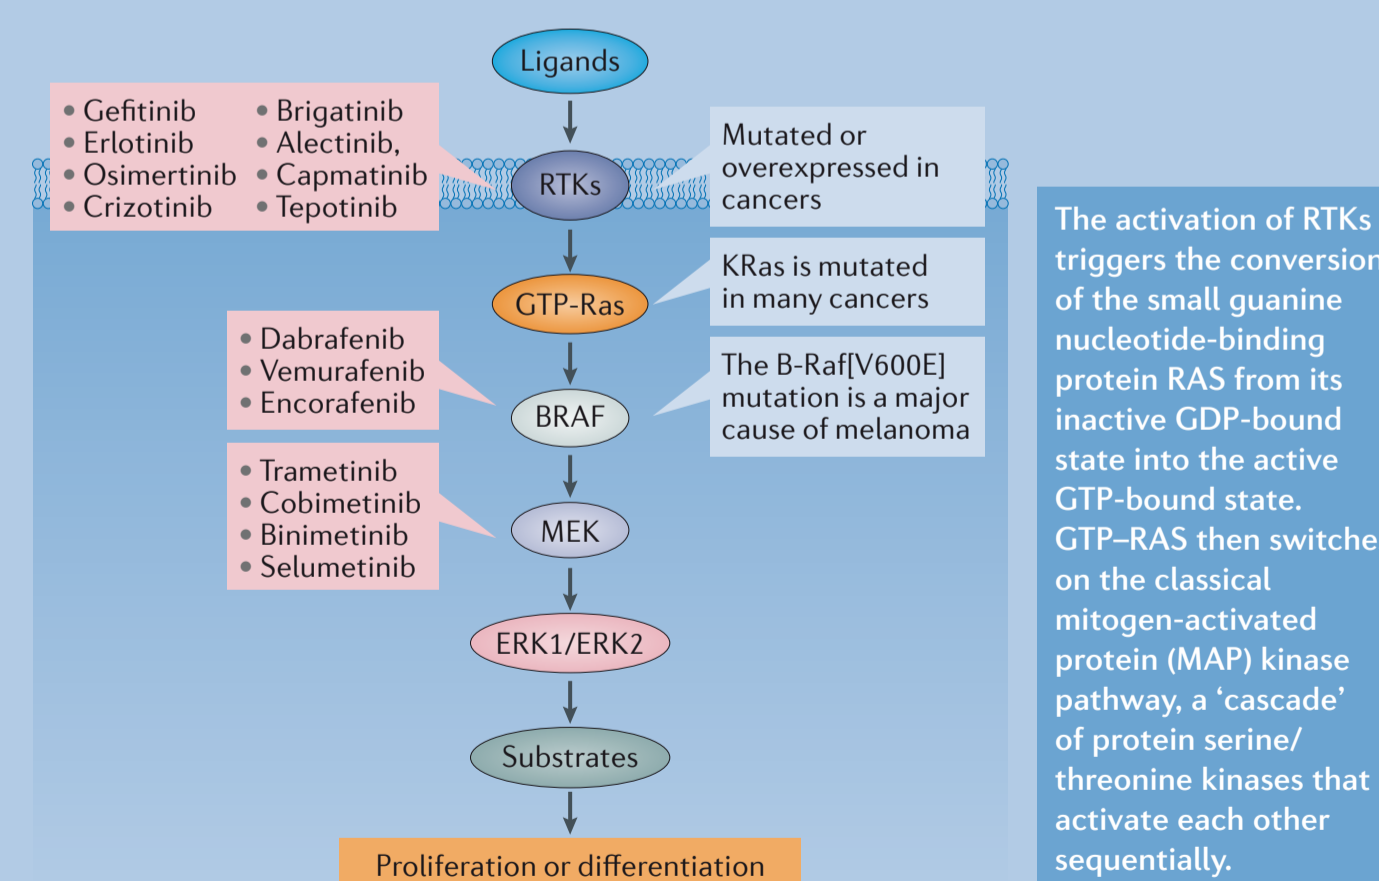 Ligands
• Gefitinib
• Erlotinib
• Osimertinib
• Crizotinib
• Brigatinib
• Alectinib,
• Capmatinib
• Tepotinib
RTKs
Mutated or
overexpressed in
cancers
GTP-Ras
KRas is mutated
in many cancers
• Dabrafenib
• Vemurafenib
• Encorafenib
BRAF
The B-Raf[V600E]
mutation is a major
cause of melanoma
• Trametinib
• Cobimetinib
• Binimetinib
• Selumetinib
MEK
ERK1/ERK2
Substrates
Proliferation or differentiation
The activation of RTKs
triggers the conversion
of the small guanine
nucleotide-binding
protein RAS from its
inactive GDP-bound
state into the active
GTP-bound state.
GTP–RAS then switche
on the classical
mitogen-activated
protein (MAP) kinase
pathway, a ‘cascade’
of protein serine/
threonine kinases that
activate each other
sequentially.